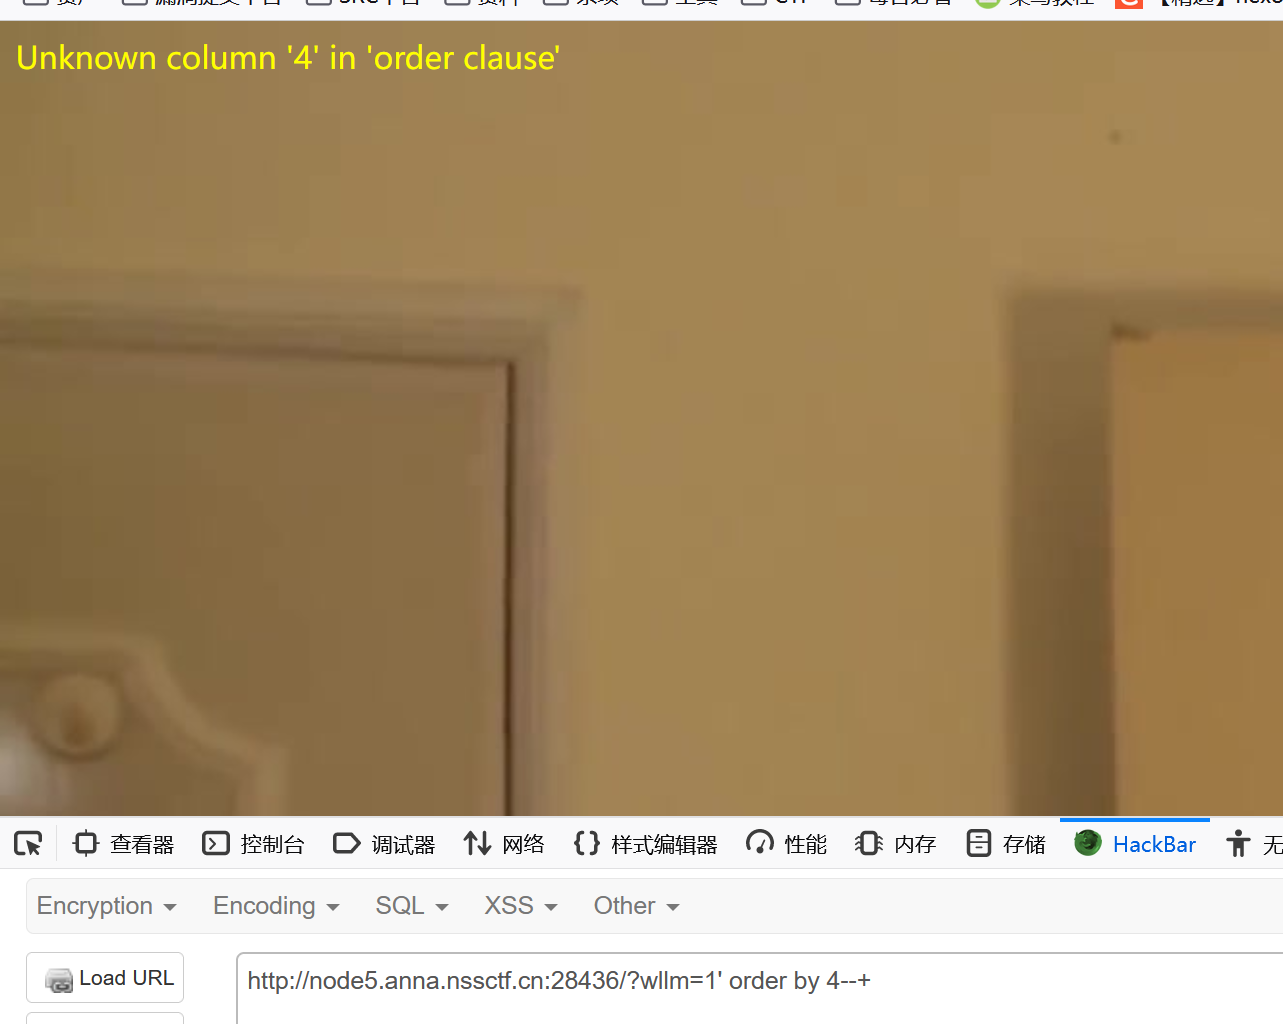 Unknown column '4' in 'order clause'
查看器 控制台 调试器 网络 样式编辑器 性能 内存 存储 HackBar 无
Encryption Encoding SQL XSS Other
Load URL http://node5.anna.nssctf.cn:28436/?wllm=1' order by 4--+